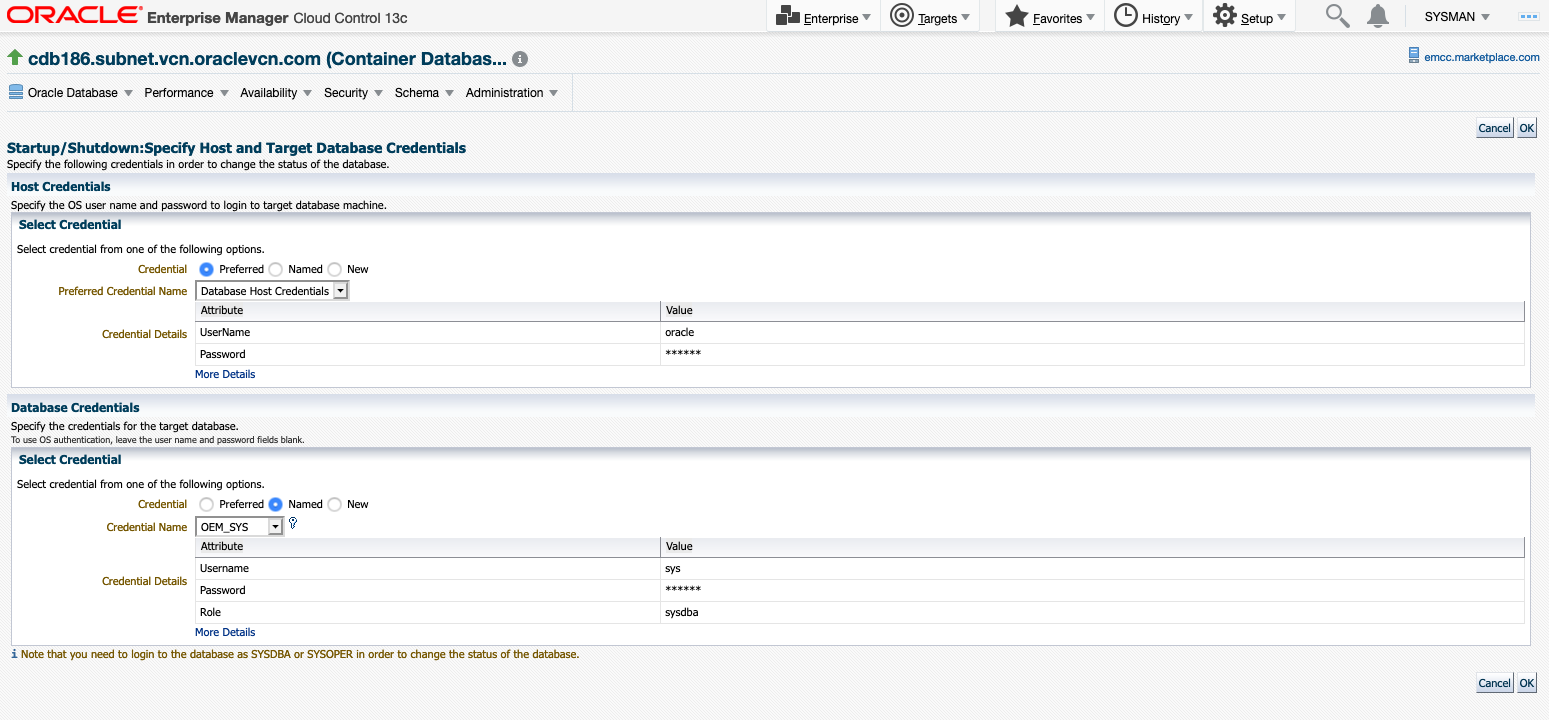 ORACLE® Enterprise Manager Cloud Control 13c
Enterprise Targets Favorites History Setup SYSMAN
cdb186.subnet.vcn.oraclevcn.com (Container Databas... i
emcc.marketplace.com
Oracle Database Performance Availability Security Schema Administration
Cancel OK
Startup/Shutdown:Specify Host and Target Database Credentials
Specify the following credentials in order to change the status of the database.
Host Credentials
Specify the OS user name and password to login to target database machine.
Select Credential
Select credential from one of the following options.
Credential Preferred Named New
Preferred Credential Name Database Host Credentials
Attribute Value
Credential Details UserName oracle
Password ******
More Details
Database Credentials
Specify the credentials for the target database.
To use OS authentication, leave the user name and password fields blank.
Select Credential
Select credential from one of the following options.
Credential Preferred Named New
Credential Name OEM_SYS
Attribute Value
Username sys
Credential Details
Password ******
Role sysdba
More Details
i Note that you need to login to the database as SYSDBA or SYSOPER in order to change the status of the database.
Cancel OK